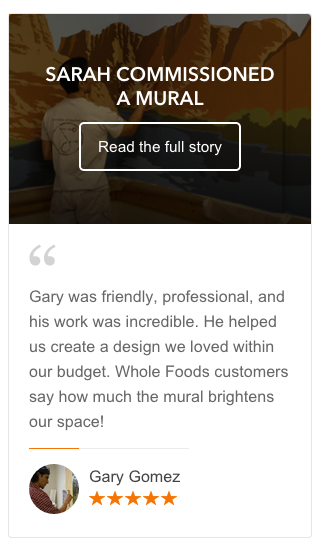 SARAH COMMISSIONED
A MURAL
Read the full story
“
Gary was friendly, professional, and
his work was incredible. He helped
us create a design we loved within
our budget. Whole Foods customers
say how much the mural brightens
our space!
Gary Gomez